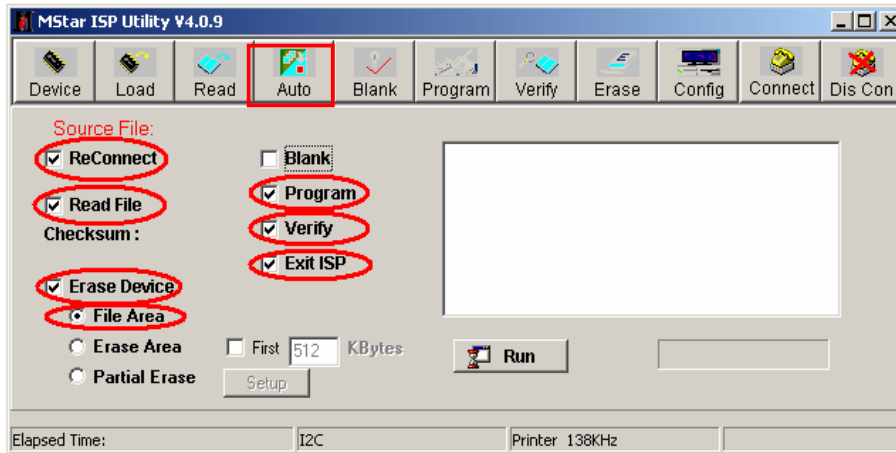 MStar ISP Utility V4.0.9
Device Load Read Auto Blank Program Verify Erase Config Connect Dis Con
Source File:
ReConnect
Blank
Read File
Program
Checksum :
Verify
Exit ISP
Erase Device
File Area
Erase Area
First 512 KBytes
Run
Partial Erase
Setup
Elapsed Time: I2C Printer 138KHz